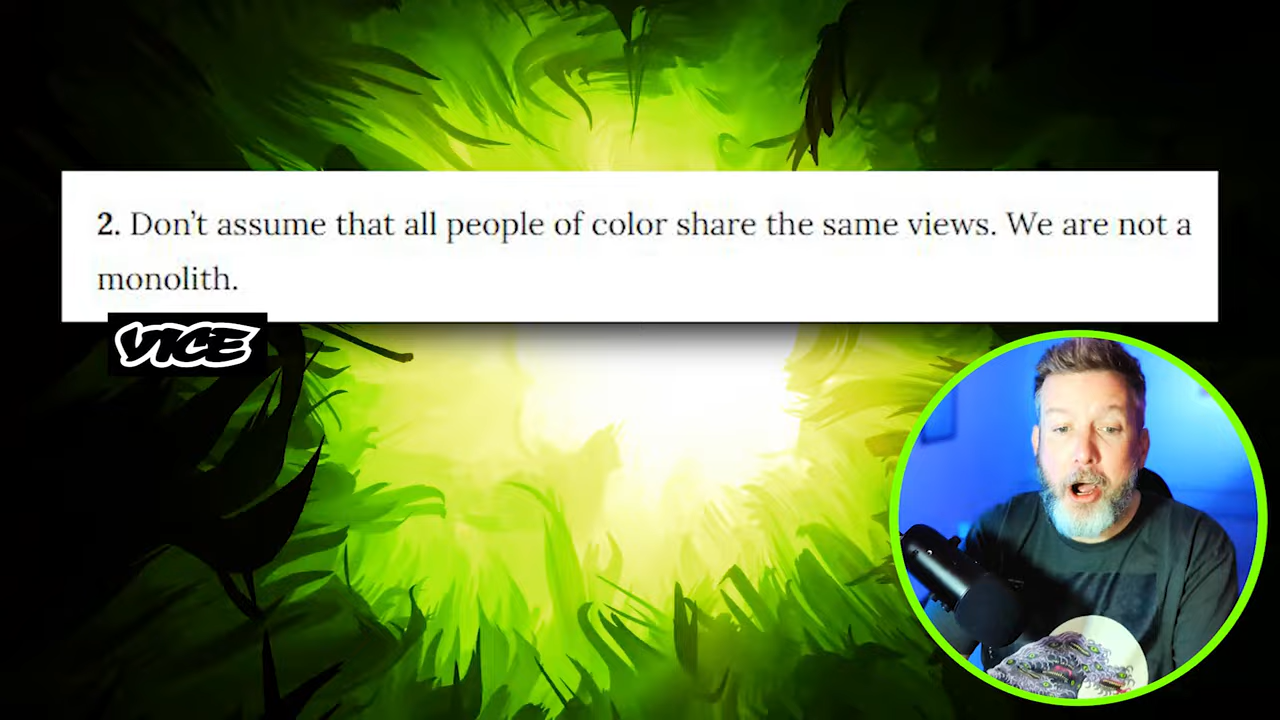 2. Don’t assume that all people of color share the same views. We are not a
monolith.
VICE